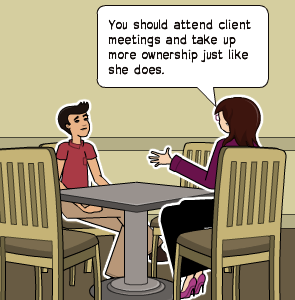 You should attend client
meetings and take up
more ownership just like
she does.